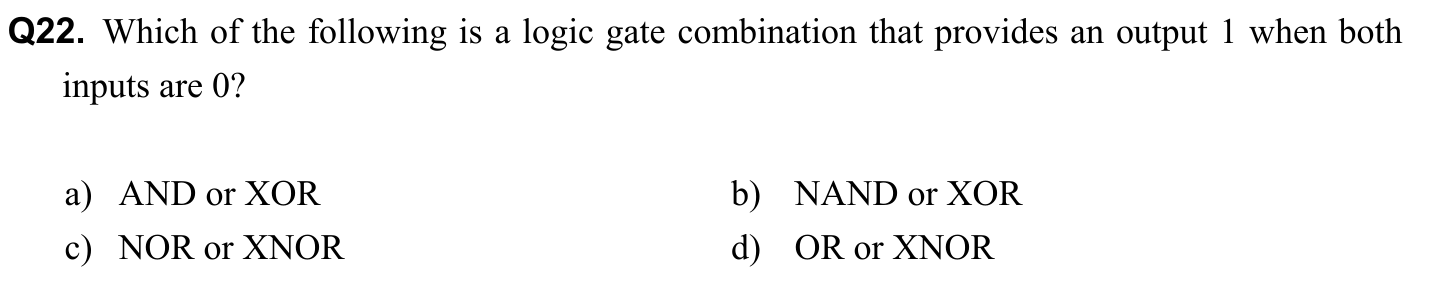 Q22. Which of the following is a logic gate combination that provides an output 1 when both
inputs are 0?
a) AND or XOR
b) NAND or XOR
c) NOR or XNOR
d) OR or XNOR